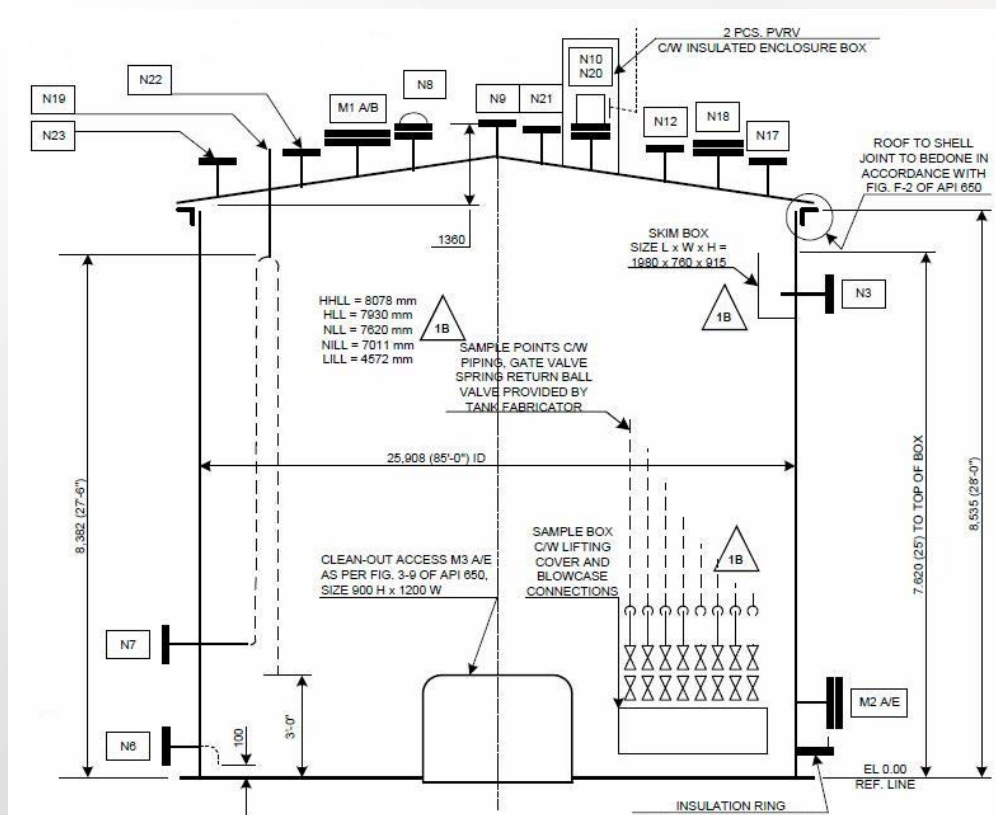 2 PCS. PVRV
C/W INSULATED ENCLOSURE BOX
N10
N20
N22
N8
N19
M1 A/B
N9
N21
N23
N12
N18
N17
ROOF TO SHELL
JOINT TO BEDONE IN
ACCORDANCE WITH
FIG. F-2 OF API 650
1360
SKIM BOX
SIZE L x W x H =
1980 x 760 x 915
N3
1B
HHLL = 8078 mm
HLL = 7930 mm
NLL = 7620 mm
NILL = 7011 mm
LILL = 4572 mm
1B
SAMPLE POINTS C/W
PIPING, GATE VALVE
SPRING RETURN BALL
VALVE PROVIDED BY
TANK FABRICATOR
25,908 (85'-0") ID
8,382 (27'-6")
7.620 (25') TO TOP OF BOX
8,535 (28'-0")
CLEAN-OUT ACCESS M3 A/E
AS PER FIG. 3-9 OF API 650,
SIZE 900 H x 1200 W
SAMPLE BOX
C/W LIFTING
COVER AND
BLOWCASE
CONNECTIONS
1B
N7
M2 A/E
N6
100
3'-0"
EL 0.00
REF. LINE
INSULATION RING